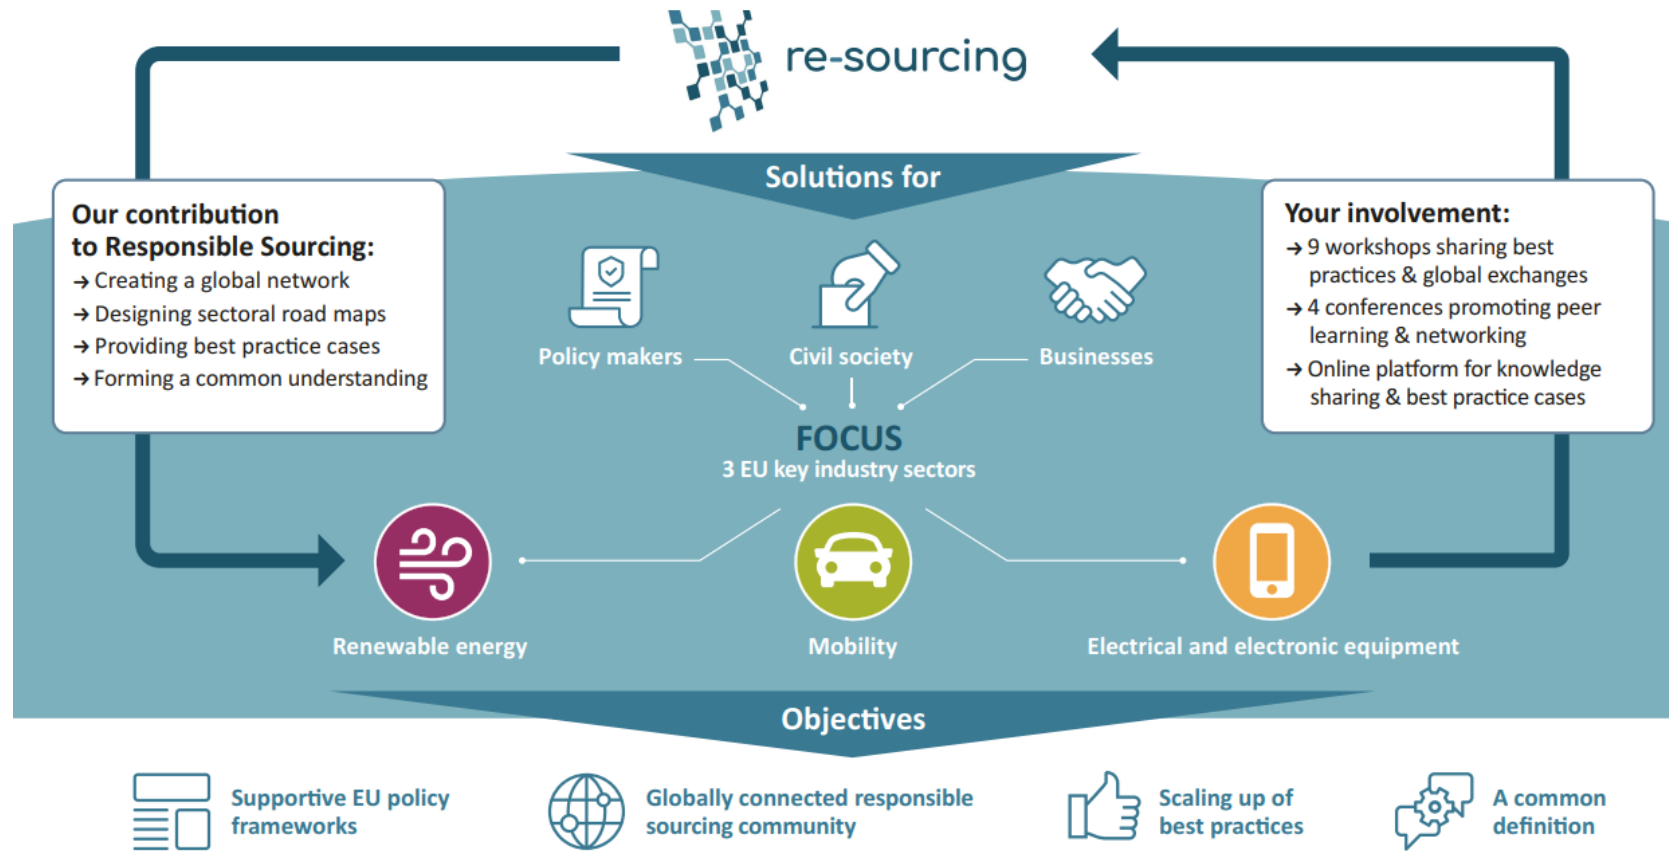 re-sourcing
Solutions for
Our contribution
to Responsible Sourcing:
→ Creating a global network
→ Designing sectoral road maps
→ Providing best practice cases
→ Forming a common understanding
Policy makers
Civil society
Businesses
Your involvement:
→ 9 workshops sharing best
practices & global exchanges
→ 4 conferences promoting peer
learning & networking
→ Online platform for knowledge
sharing & best practice cases
FOCUS
3 EU key industry sectors
Renewable energy
Mobility
Electrical and electronic equipment
Objectives
Supportive EU policy
frameworks
Globally connected responsible
sourcing community
Scaling up of
best practices
A common
definition